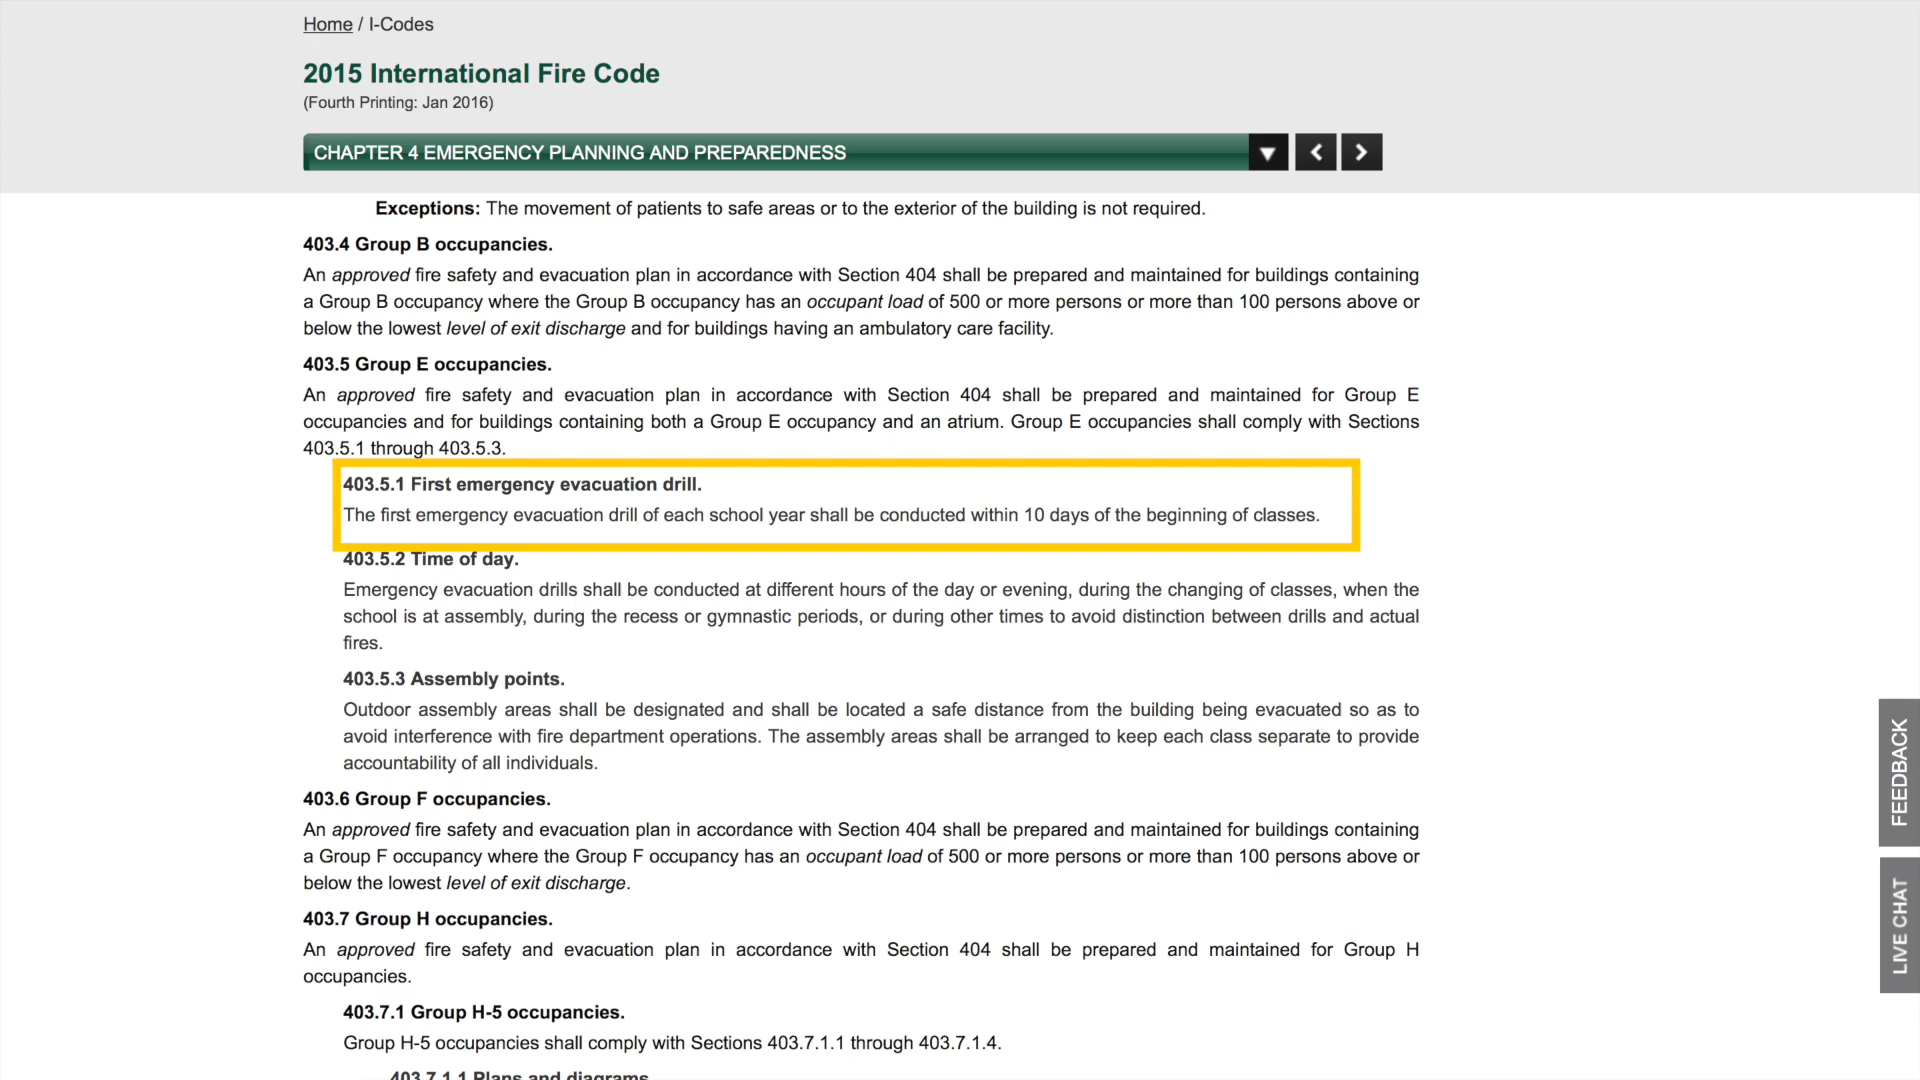 Home / I-Codes
2015 International Fire Code
(Fourth Printing: Jan 2016)
CHAPTER 4 EMERGENCY PLANNING AND PREPAREDNESS
Exceptions: The movement of patients to safe areas or to the exterior of the building is not required.
403.4 Group B occupancies.
An approved fire safety and evacuation plan in accordance with Section 404 shall be prepared and maintained for buildings containing
a Group B occupancy where the Group B occupancy has an occupant load of 500 or more persons or more than 100 persons above or
below the lowest level of exit discharge and for buildings having an ambulatory care facility.
403.5 Group E occupancies.
An approved fire safety and evacuation plan in accordance with Section 404 shall be prepared and maintained for Group E
occupancies and for buildings containing both a Group E occupancy and an atrium. Group E occupancies shall comply with Sections
403.5.1 through 403.5.3.
403.5.1 First emergency evacuation drill.
The first emergency evacuation drill of each school year shall be conducted within 10 days of the beginning of classes.
403.5.2 Time of day.
Emergency evacuation drills shall be conducted at different hours of the day or evening, during the changing of classes, when the
school is at assembly, during the recess or gymnastic periods, or during other times to avoid distinction between drills and actual
fires.
403.5.3 Assembly points.
Outdoor assembly areas shall be designated and shall be located a safe distance from the building being evacuated so as to
avoid interference with fire department operations. The assembly areas shall be arranged to keep each class separate to provide
accountability of all individuals.
403.6 Group F occupancies.
An approved fire safety and evacuation plan in accordance with Section 404 shall be prepared and maintained for buildings containing
a Group F occupancy where the Group F occupancy has an occupant load of 500 or more persons or more than 100 persons above or
below the lowest level of exit discharge.
403.7 Group H occupancies.
An approved fire safety and evacuation plan in accordance with Section 404 shall be prepared and maintained for Group H
occupancies.
403.7.1 Group H-5 occupancies.
Group H-5 occupancies shall comply with Sections 403.7.1.1 through 403.7.1.4.
403.7.1.1 Plans and diagrams.
FEEDBACK
LIVE CHAT